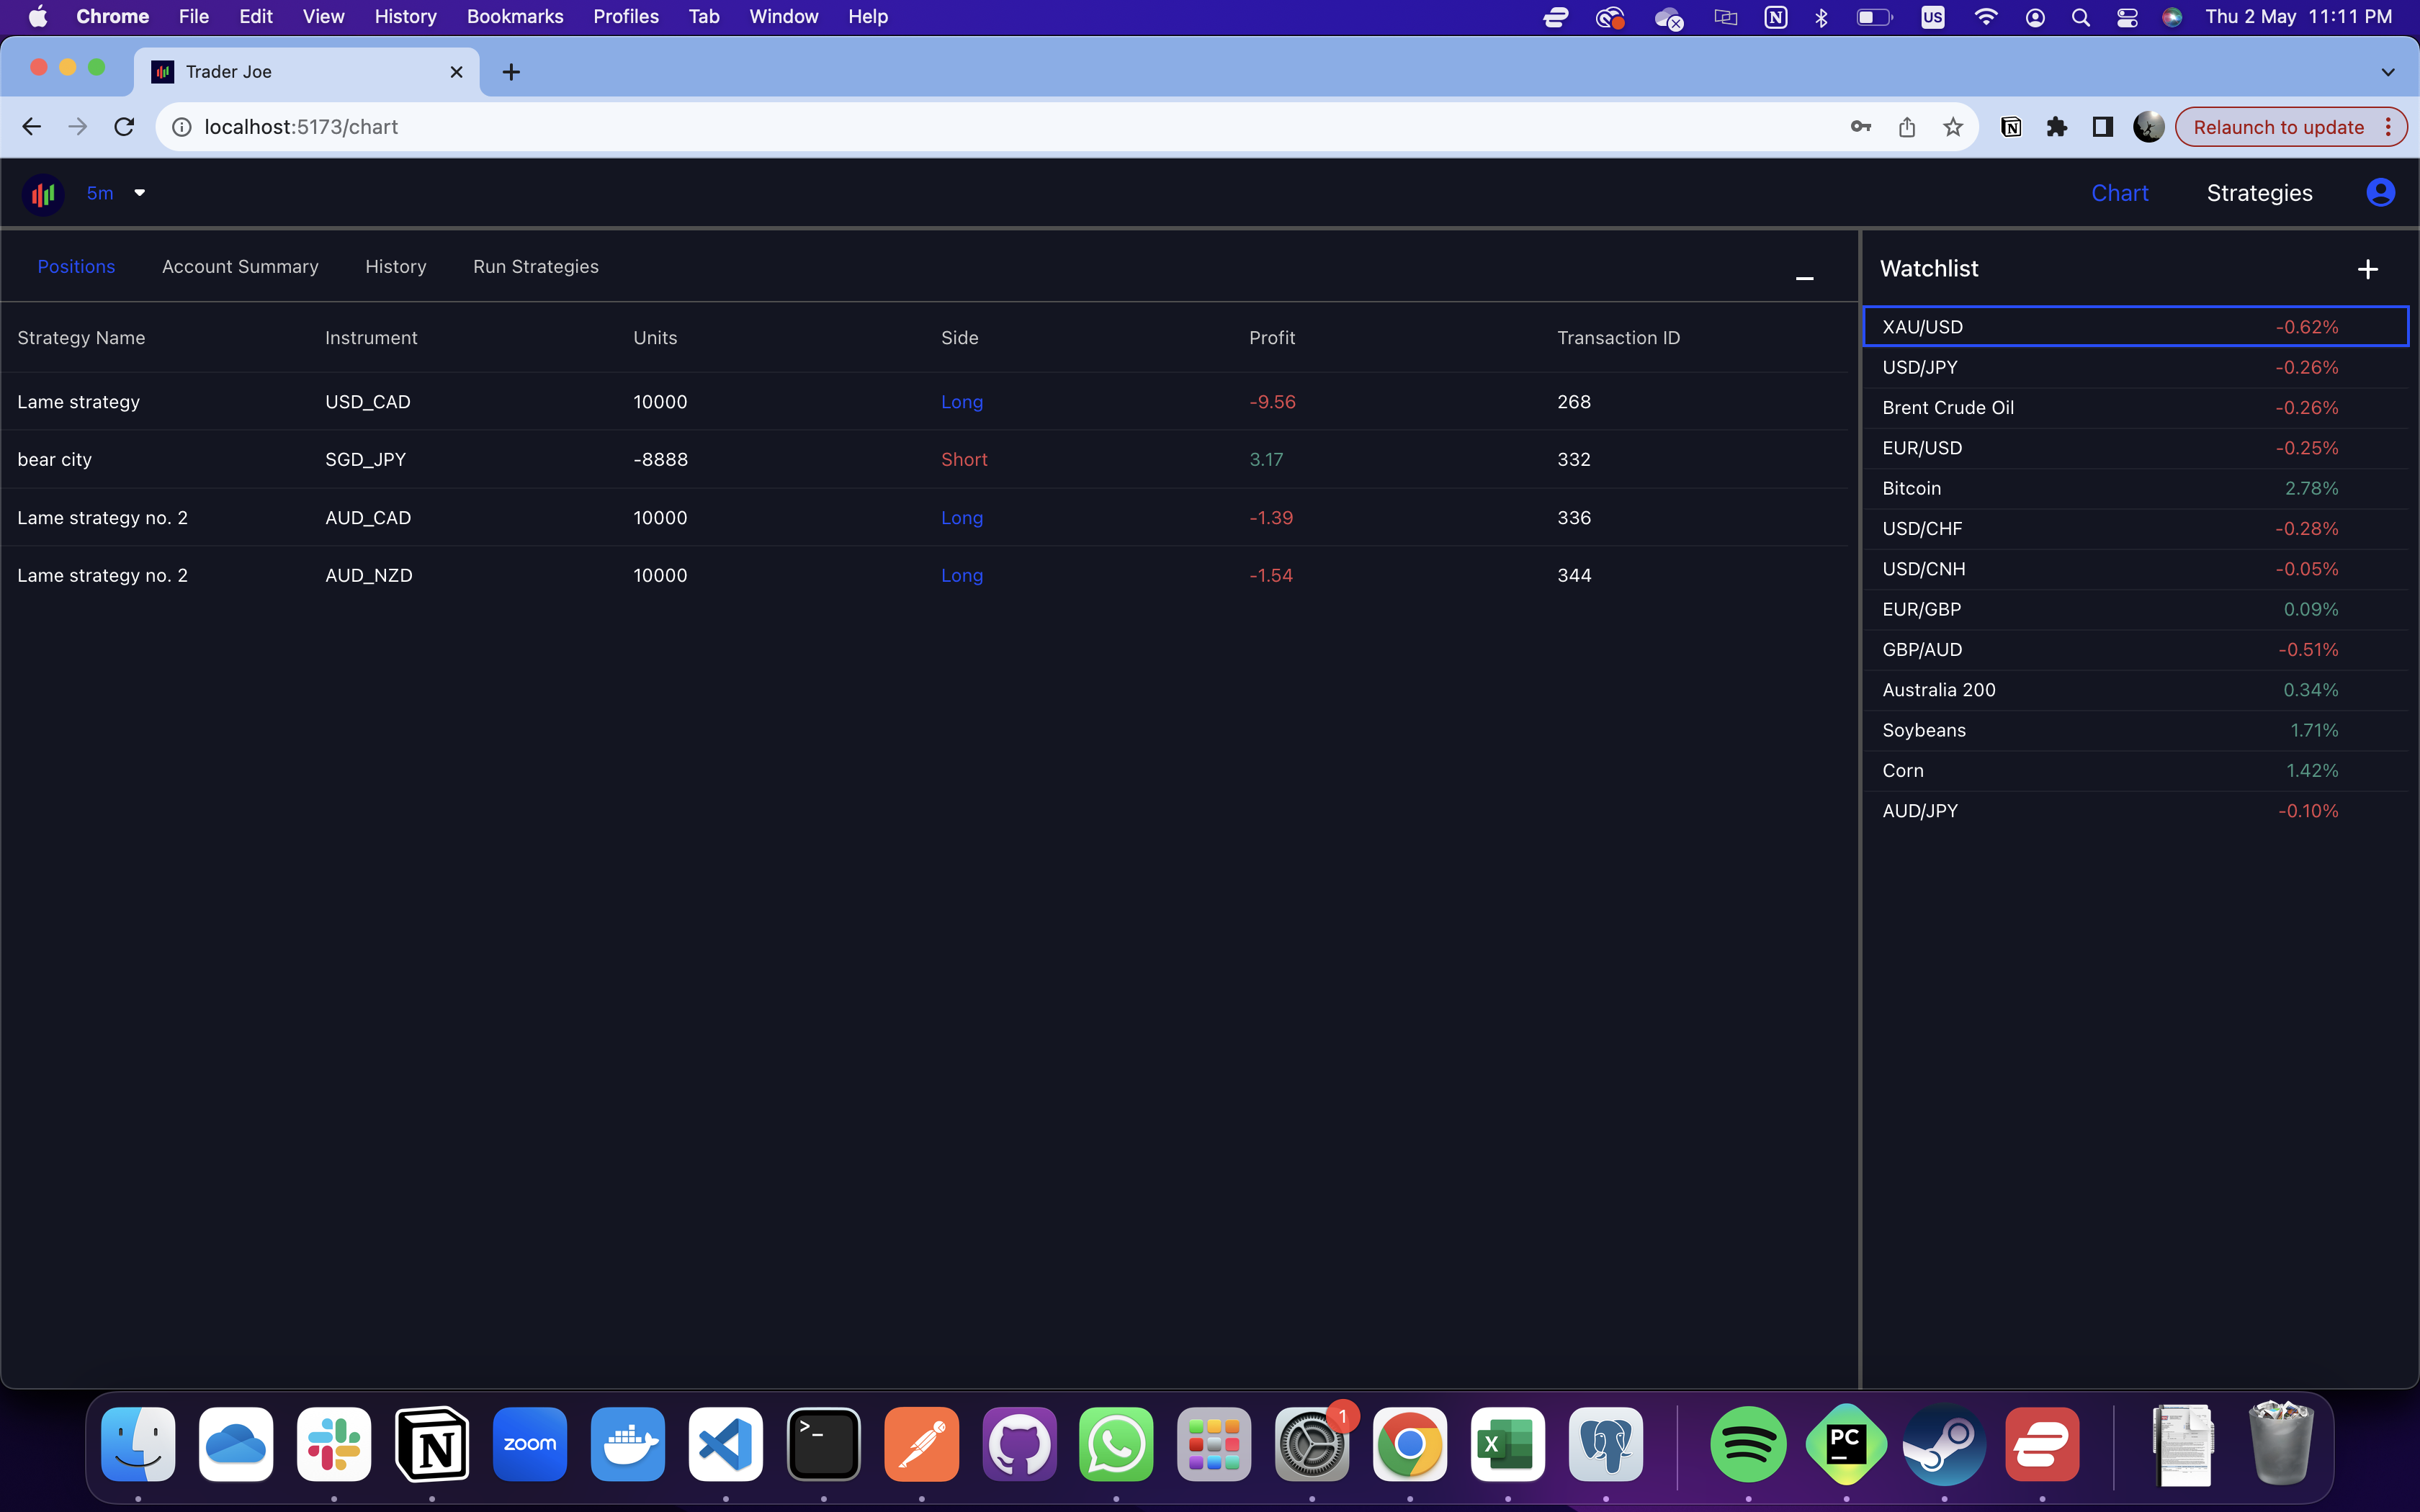 Chrome File Edit View History Bookmarks Profiles Tab Window Help N US Thu 2 May 11:11 PM
Trader Joe
localhost:5173/chart N Relaunch to update
5m Chart Strategies
Positions Account Summary History Run Strategies
Watchlist
Strategy Name Instrument Units Side Profit Transaction ID
Lame strategy USD_CAD 10000 Long -9.56 268
bear city SGD_JPY -8888 Short 3.17 332
Lame strategy no. 2 AUD_CAD 10000 Long -1.39 336
Lame strategy no. 2 AUD_NZD 10000 Long -1.54 344
XAU/USD -0.62%
USD/JPY -0.26%
Brent Crude Oil -0.26%
EUR/USD -0.25%
Bitcoin 2.78%
USD/CHF -0.28%
USD/CNH -0.05%
EUR/GBP 0.09%
GBP/AUD -0.51%
Australia 200 0.34%
Soybeans 1.71%
Corn 1.42%
AUD/JPY -0.10%
N zoom >_ 1 X PC